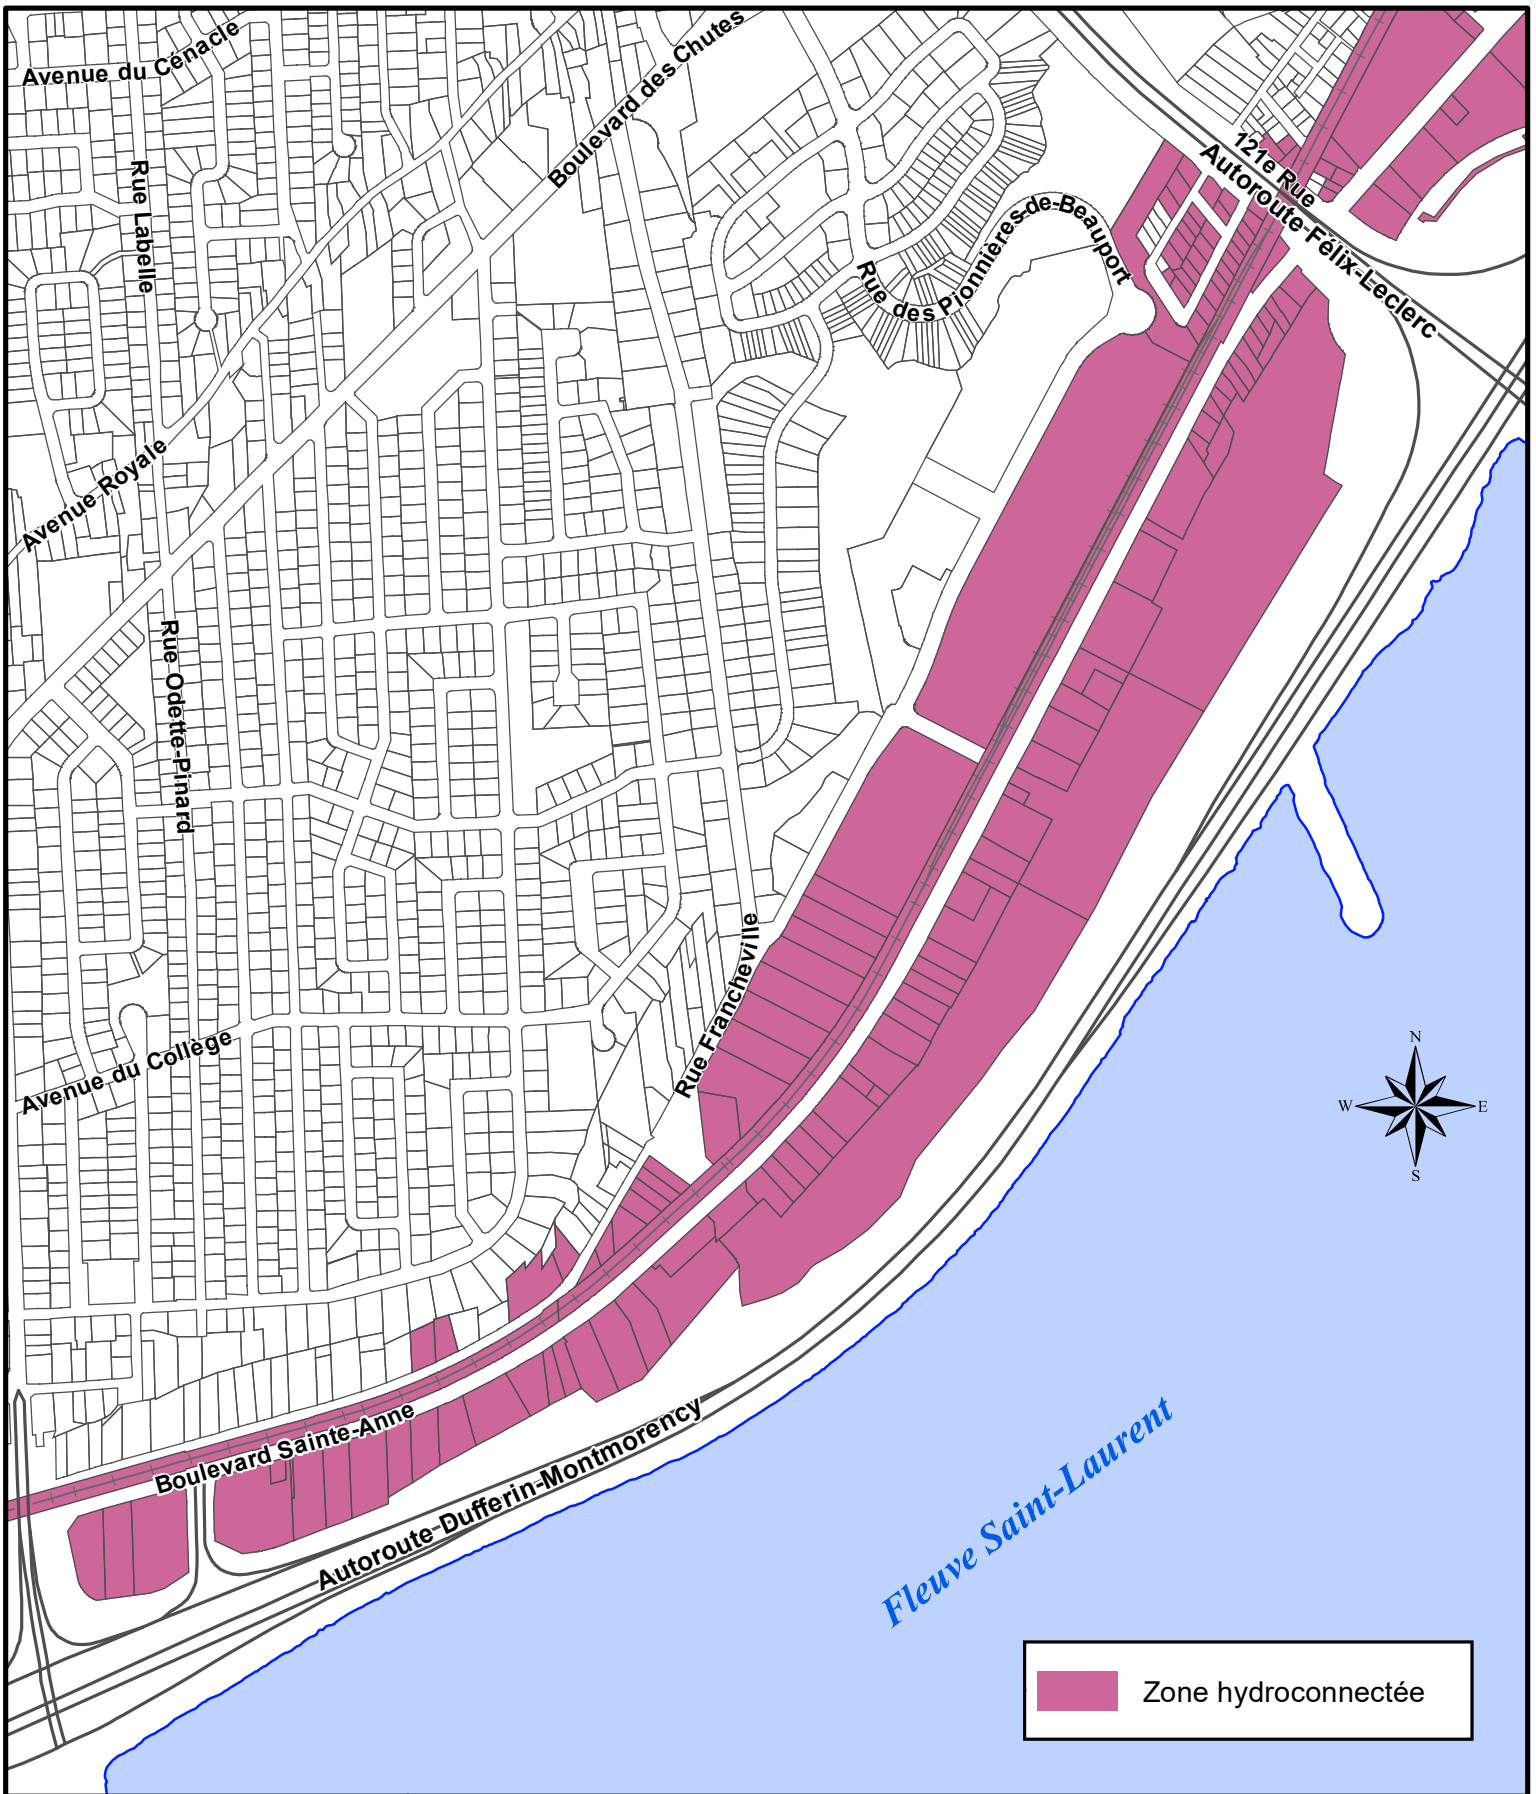 Avenue du Cénacle
Boulevard des Chutes
Rue Labelle
121e Rue
Autoroute-Félix-Leclerc
Rue des Pionnières-de-Beauport
Avenue Royale
Rue Odette-Pinard
Rue Francheville
Avenue du Collège
N
W
E
S
Boulevard Sainte-Anne
Autoroute-Dufferin-Montmorency
Fleuve Saint-Laurent
Zone hydroconnectée